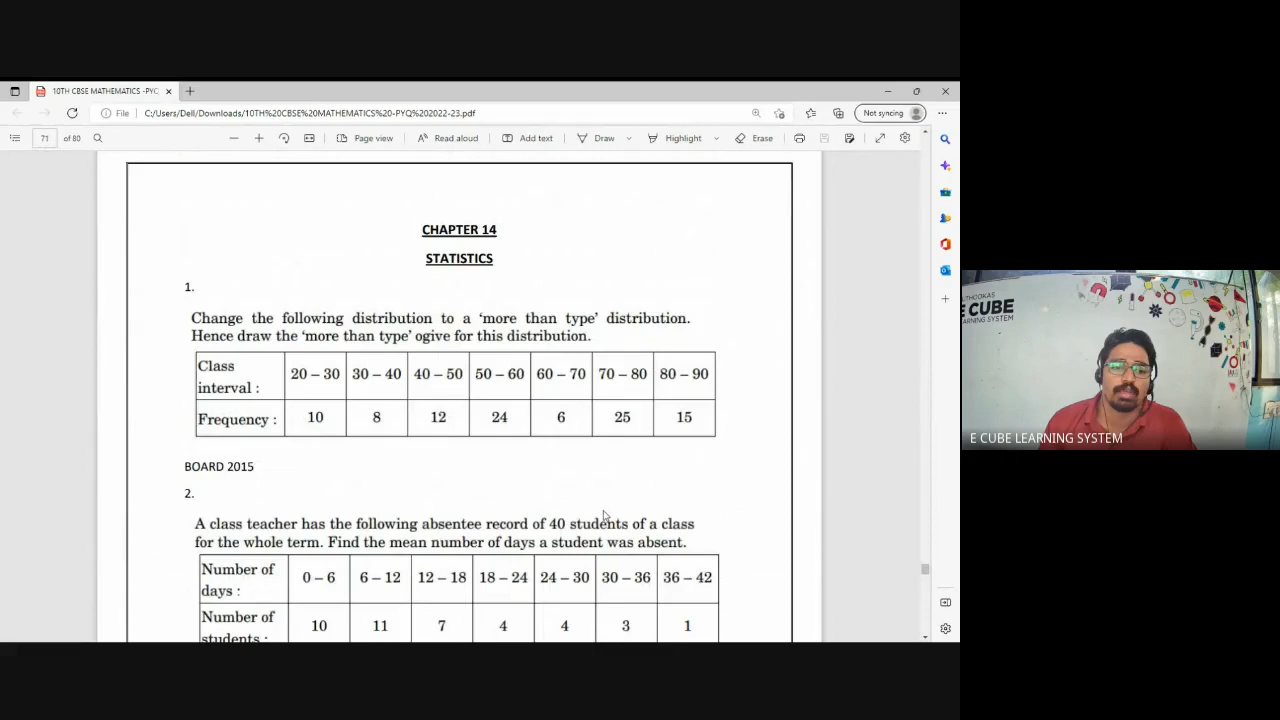 10TH CBSE MATHEMATICS -PYQ
File C:/Users/Dell/Downloads/10TH%20CBSE%20MATHEMATICS%20-PYQ%202022-23.pdf
Not syncing
71 of 80
Page view
Read aloud
Add text
Draw
Highlight
Erase
CHAPTER 14
STATISTICS
1.
Change the following distribution to a ‘more than type’ distribution.
Hence draw the ‘more than type’ ogive for this distribution.
Class interval : 20 – 30 30 – 40 40 – 50 50 – 60 60 – 70 70 – 80 80 – 90
Frequency : 10 8 12 24 6 25 15
BOARD 2015
2.
A class teacher has the following absentee record of 40 students of a class
for the whole term. Find the mean number of days a student was absent.
Number of days : 0 – 6 6 – 12 12 – 18 18 – 24 24 – 30 30 – 36 36 – 42
Number of students : 10 11 7 4 4 3 1
E CUBE
LEARNING SYSTEM
E CUBE LEARNING SYSTEM